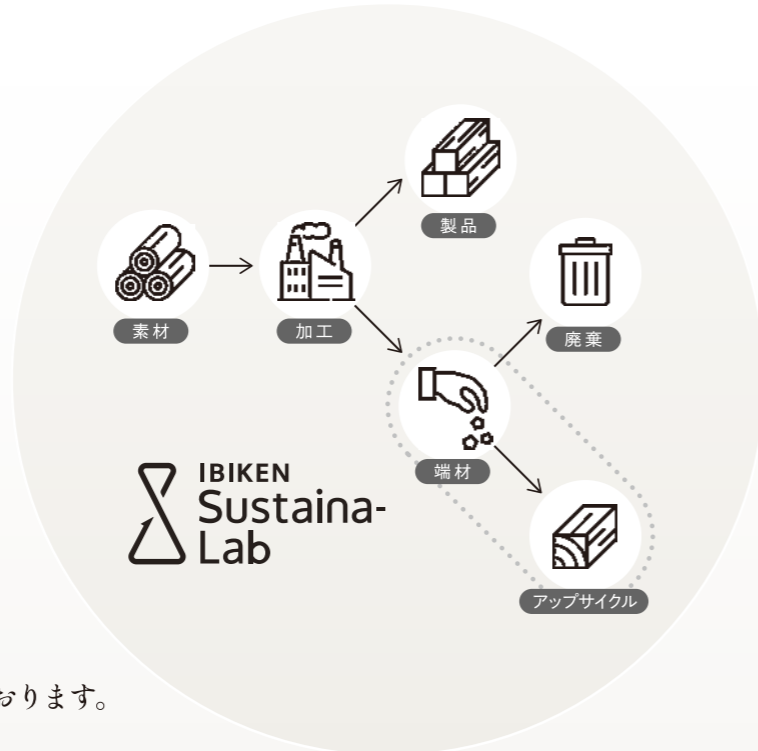 製品
素材
加工
廃棄
端材
IBIKEN
Sustaina-
Lab
アップサイクル
おります。